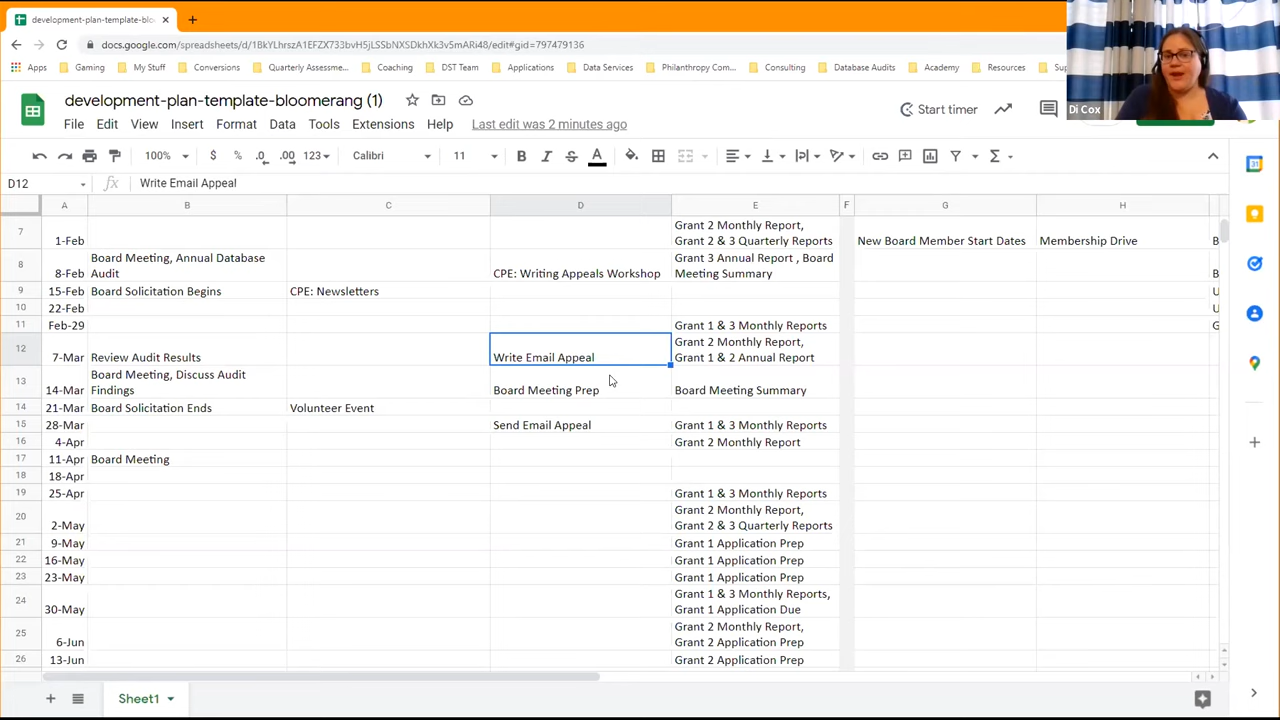 development-plan-template-blo
docs.google.com/spreadsheets/d/1BkYLhrszA1EFZX733bvH5jLSSbNXSDkhXk3v5mARi48/edit#gid=797479136
Apps Gaming My Stuff Conversions Quarterly Assessme... Coaching DST Team Applications Data Services Philanthropy Com... Consulting Database Audits Academy Resources
Di Cox
development-plan-template-bloomerang (1)
Start timer
File Edit View Insert Format Data Tools Extensions Help Last edit was 2 minutes ago
100% $ % .0 .00 123 Calibri 11 B I S A
D12 fx Write Email Appeal
A B C D E F G H
7 1-Feb Grant 2 Monthly Report,
Grant 2 & 3 Quarterly Reports New Board Member Start Dates Membership Drive B
8 8-Feb Board Meeting, Annual Database
Audit CPE: Writing Appeals Workshop Grant 3 Annual Report , Board
Meeting Summary B
9 15-Feb Board Solicitation Begins CPE: Newsletters U
10 22-Feb U
11 Feb-29 Grant 1 & 3 Monthly Reports G
12 7-Mar Review Audit Results Write Email Appeal Grant 2 Monthly Report,
Grant 1 & 2 Annual Report
13 14-Mar Board Meeting, Discuss Audit
Findings Board Meeting Prep Board Meeting Summary
14 21-Mar Board Solicitation Ends Volunteer Event
15 28-Mar Send Email Appeal Grant 1 & 3 Monthly Reports
16 4-Apr Grant 2 Monthly Report
17 11-Apr Board Meeting
18 18-Apr
19 25-Apr Grant 1 & 3 Monthly Reports
20 2-May Grant 2 Monthly Report,
Grant 2 & 3 Quarterly Reports
21 9-May Grant 1 Application Prep
22 16-May Grant 1 Application Prep
23 23-May Grant 1 Application Prep
24 30-May Grant 1 & 3 Monthly Reports,
Grant 1 Application Due
25 6-Jun Grant 2 Monthly Report,
Grant 2 Application Prep
26 13-Jun Grant 2 Application Prep
Sheet1